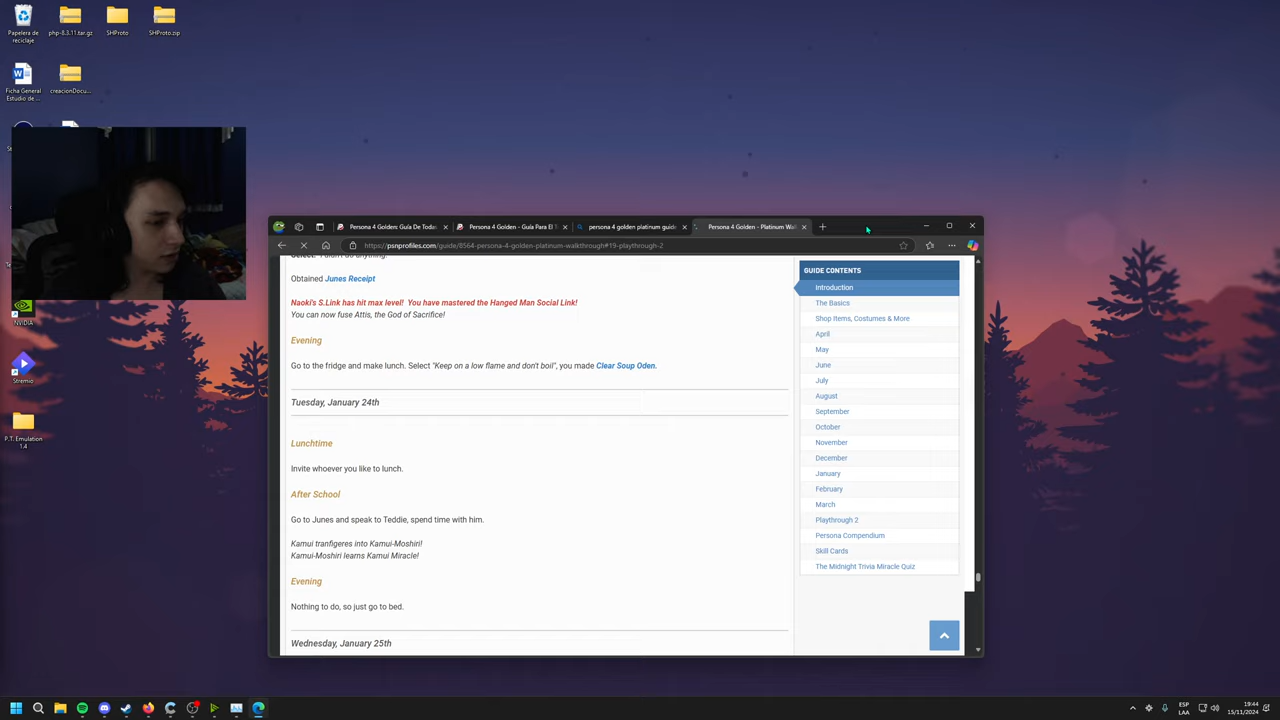 Papelera de
reciclaje
php-8.3.11.tar.gz
SHProto
SHProto.zip
Ficha General
Estudio de ...
creacionDocu...
NVIDIA
Stremio
P.T. Emulation
1.4
Persona 4 Golden: Guía De Todas
Persona 4 Golden - Guía Para El T
persona 4 golden platinum guide
Persona 4 Golden - Platinum Wal
https://psnprofiles.com/guide/8564-persona-4-golden-platinum-walkthrough#19-playthrough-2
Obtained Junes Receipt
Naoki's S.Link has hit max level! You have mastered the Hanged Man Social Link!
You can now fuse Attis, the God of Sacrifice!
Evening
Go to the fridge and make lunch. Select "Keep on a low flame and don't boil", you made Clear Soup Oden.
Tuesday, January 24th
Lunchtime
Invite whoever you like to lunch.
After School
Go to Junes and speak to Teddie, spend time with him.
Kamui tranfigeres into Kamui-Moshiri!
Kamui-Moshiri learns Kamui Miracle!
Evening
Nothing to do, so just go to bed.
Wednesday, January 25th
GUIDE CONTENTS
Introduction
The Basics
Shop Items, Costumes & More
April
May
June
July
August
September
October
November
December
January
February
March
Playthrough 2
Persona Compendium
Skill Cards
The Midnight Trivia Miracle Quiz
ESP
LAA
19:44
15/11/2024